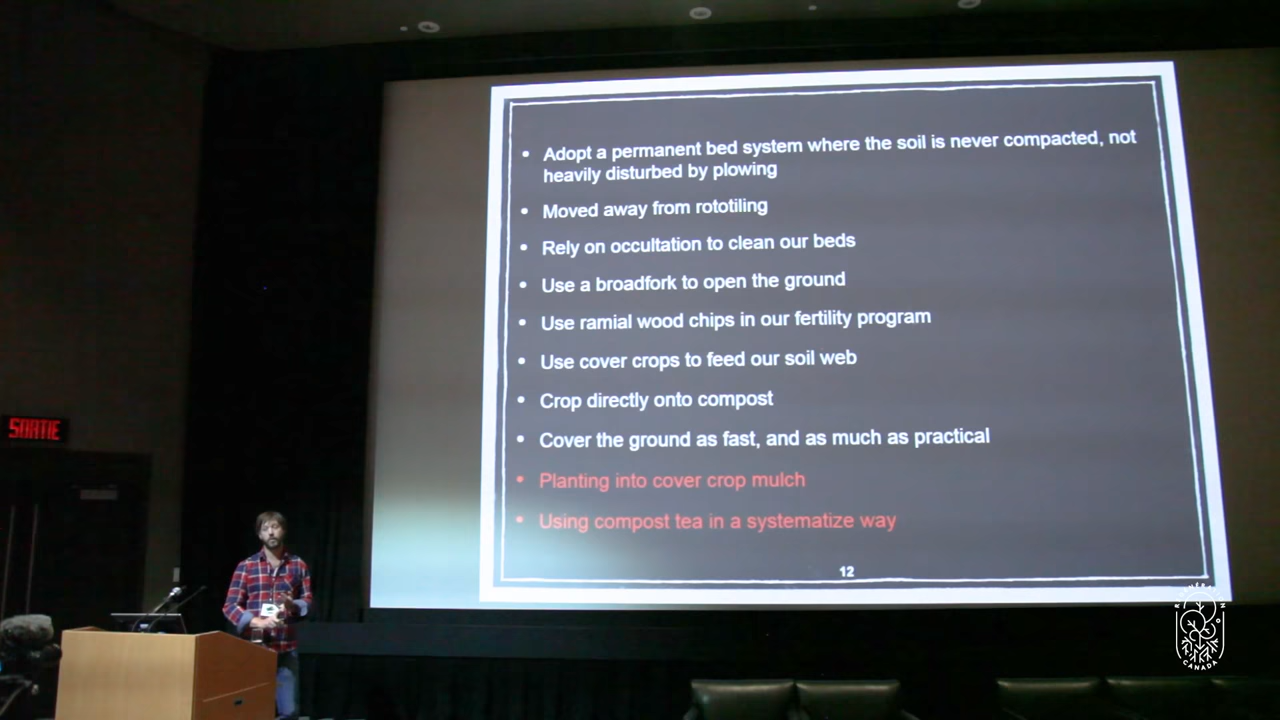 • Adopt a permanent bed system where the soil is never compacted, not
heavily disturbed by plowing
• Moved away from rototiling
• Rely on occultation to clean our beds
• Use a broadfork to open the ground
• Use ramial wood chips in our fertility program
• Use cover crops to feed our soil web
• Crop directly onto compost
• Cover the ground as fast, and as much as practical
• Planting into cover crop mulch
• Using compost tea in a systematize way
12
SORTIE
CANADA